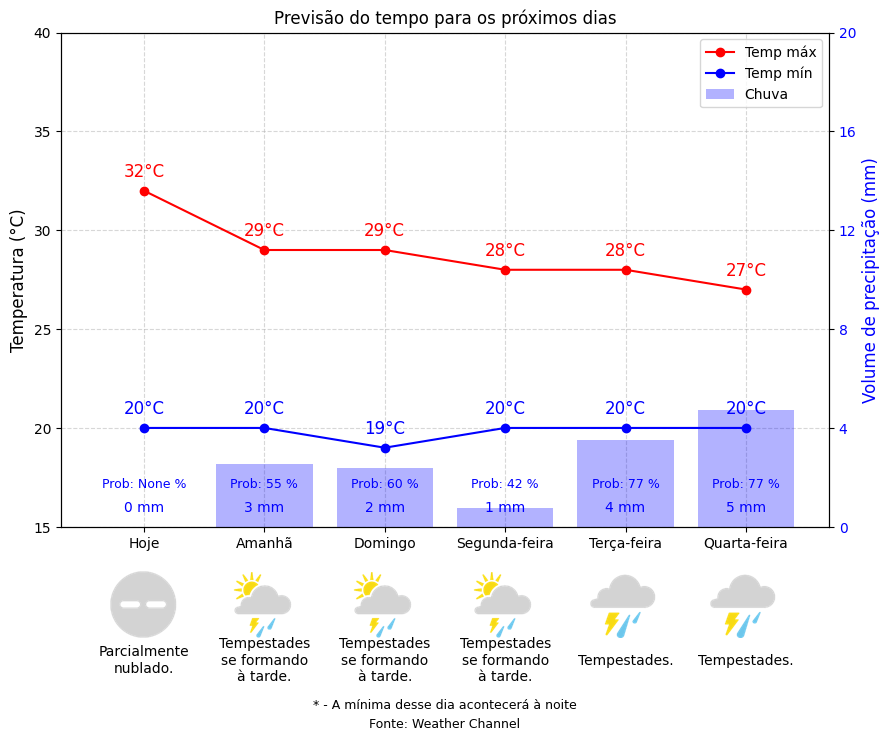 Previsão do tempo para os próximos dias
Temp máx
Temp mín
Chuva
Temperatura (°C)
Volume de precipitação (mm)
40
35
30
25
20
15
20
16
12
8
4
0
32°C
29°C
29°C
28°C
28°C
27°C
20°C
20°C
19°C
20°C
20°C
20°C
Prob: None %
Prob: 55 %
Prob: 60 %
Prob: 42 %
Prob: 77 %
Prob: 77 %
0 mm
3 mm
2 mm
1 mm
4 mm
5 mm
Hoje
Amanhã
Domingo
Segunda-feira
Terça-feira
Quarta-feira
Parcialmente
nublado.
Tempestades
se formando
à tarde.
Tempestades
se formando
à tarde.
Tempestades
se formando
à tarde.
Tempestades.
Tempestades.
* - A mínima desse dia acontecerá à noite
Fonte: Weather Channel